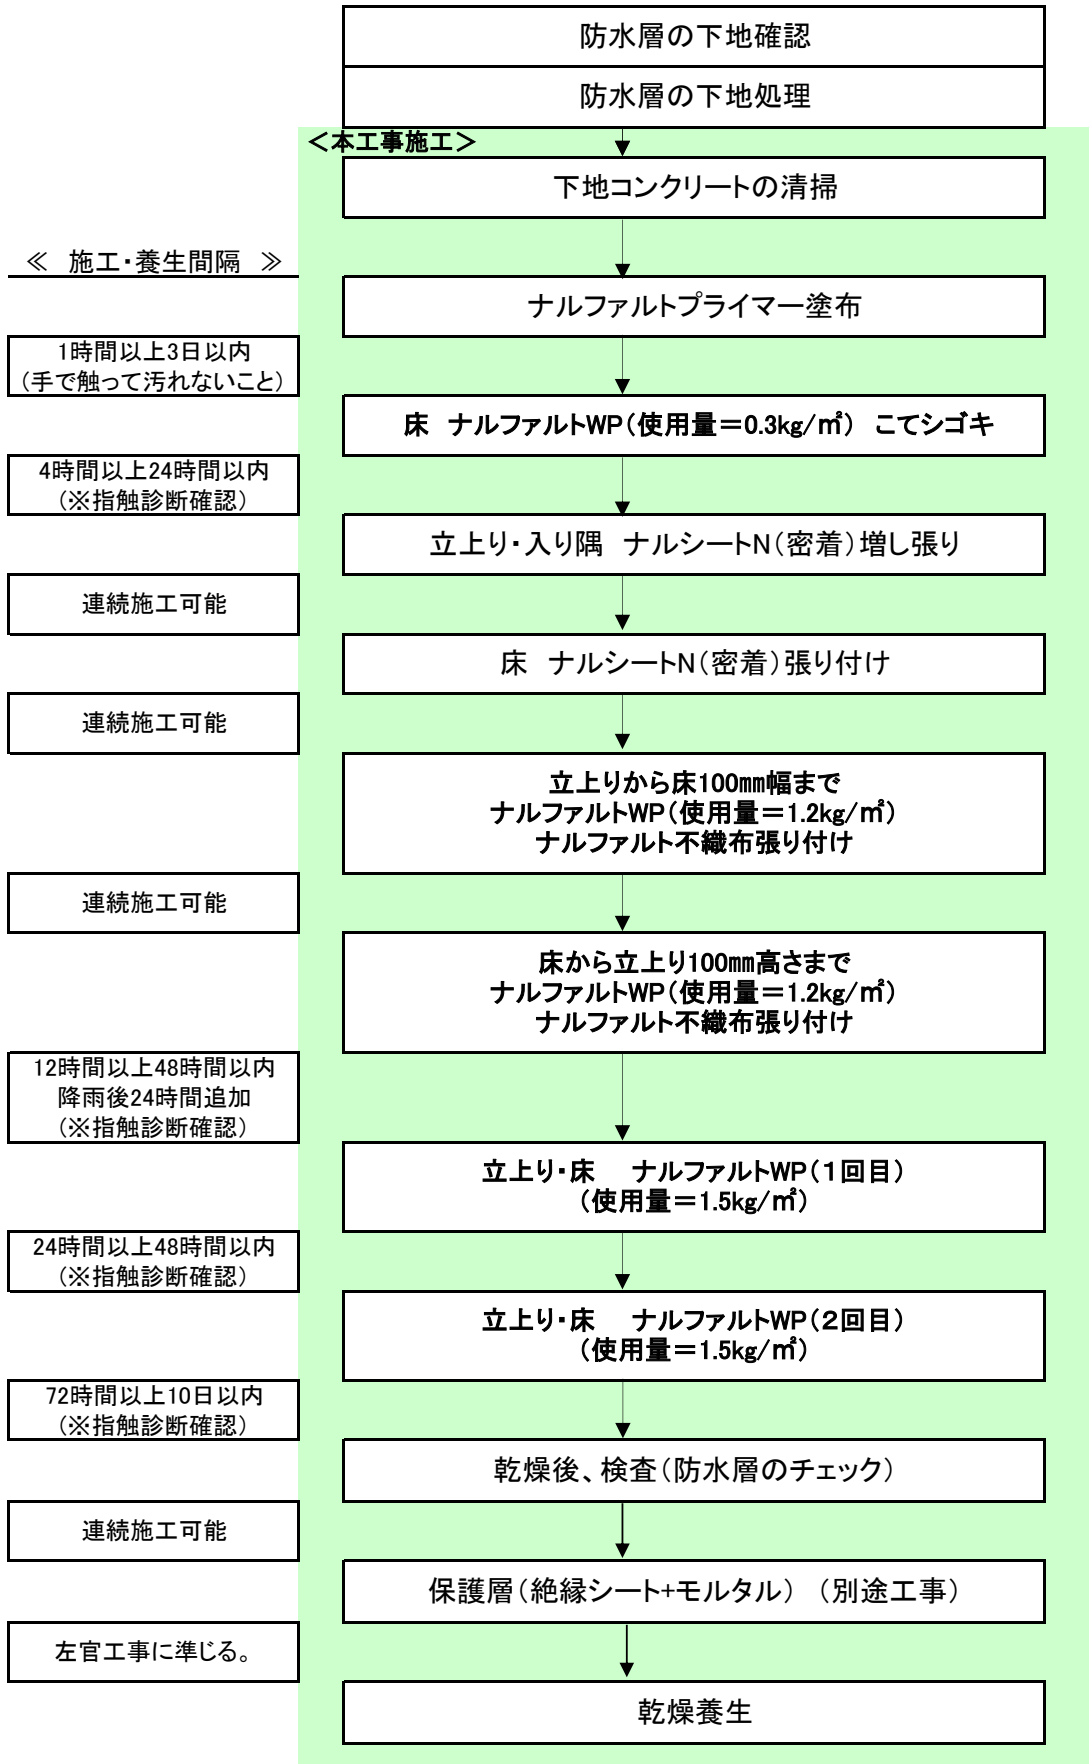 防水層の下地確認
防水層の下地処理
＜本工事施工＞
下地コンクリートの清掃
≪　施工・養生間隔　≫
ナルファルトプライマー塗布
1時間以上3日以内
（手で触って汚れないこと）
床　ナルファルトWP（使用量＝0.3kg/㎡）　こてシゴキ
4時間以上24時間以内
（※指触診断確認）
立上り・入り隅　ナルシートN（密着）増し張り
連続施工可能
床　ナルシートN（密着）張り付け
連続施工可能
立上りから床100㎜幅まで
ナルファルトWP（使用量＝1.2kg/㎡）
ナルファルト不織布張り付け
連続施工可能
床から立上り100㎜高さまで
ナルファルトWP（使用量＝1.2kg/㎡）
ナルファルト不織布張り付け
12時間以上48時間以内
降雨後24時間追加
（※指触診断確認）
立上り・床　ナルファルトWP（１回目）
（使用量＝1.5kg/㎡）
24時間以上48時間以内
（※指触診断確認）
立上り・床　ナルファルトWP（２回目）
（使用量＝1.5kg/㎡）
72時間以上10日以内
（※指触診断確認）
乾燥後、検査（防水層のチェック）
連続施工可能
保護層（絶縁シート+モルタル）　（別途工事）
左官工事に準じる。
乾燥養生